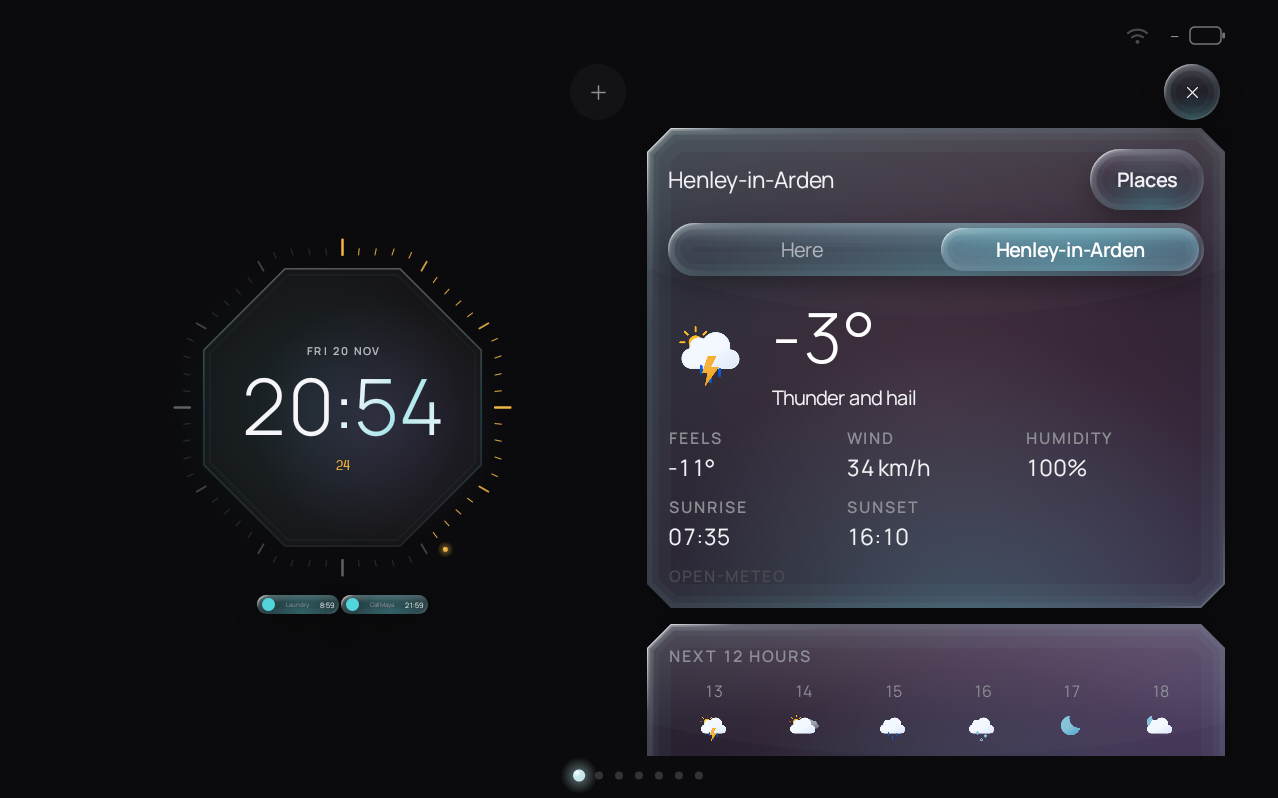 –
Henley-in-Arden
Places
Here
Henley-in-Arden
FRI 20 NOV
20:54
24
-3°
Thunder and hail
FEELS
WIND
HUMIDITY
-11°
34 km/h
100%
SUNRISE
SUNSET
07:35
16:10
OPEN-METEO
Laundry 8:59
Call Maya 21:59
NEXT 12 HOURS
13 14 15 16 17 18